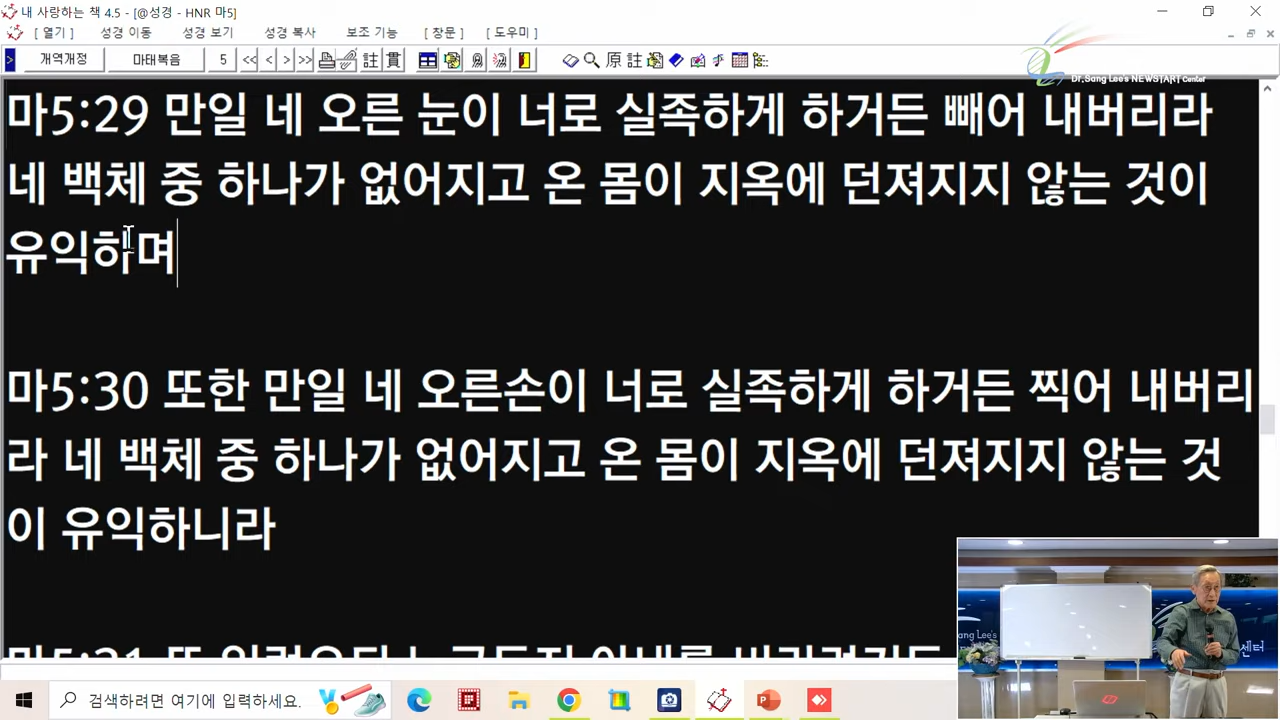 내 사랑하는 책 4.5 - [@성경 - HNR 마5]
[ 열기 ] 성경 이동 성경 보기 성경 복사 보조 기능 [ 창문 ] [ 도우미 ]
개역개정 마태복음 5 << < > >> 註 貫 原 註
Dr.Sang Lee's NEWSTART Center
마5:29 만일 네 오른 눈이 너로 실족하게 하거든 빼어 내버리라
네 백체 중 하나가 없어지고 온 몸이 지옥에 던져지지 않는 것이
유익하며
마5:30 또한 만일 네 오른손이 너로 실족하게 하거든 찍어 내버리
라 네 백체 중 하나가 없어지고 온 몸이 지옥에 던져지지 않는 것
이 유익하니라
마5:31 또
검색하려면 여기에 입력하세요.